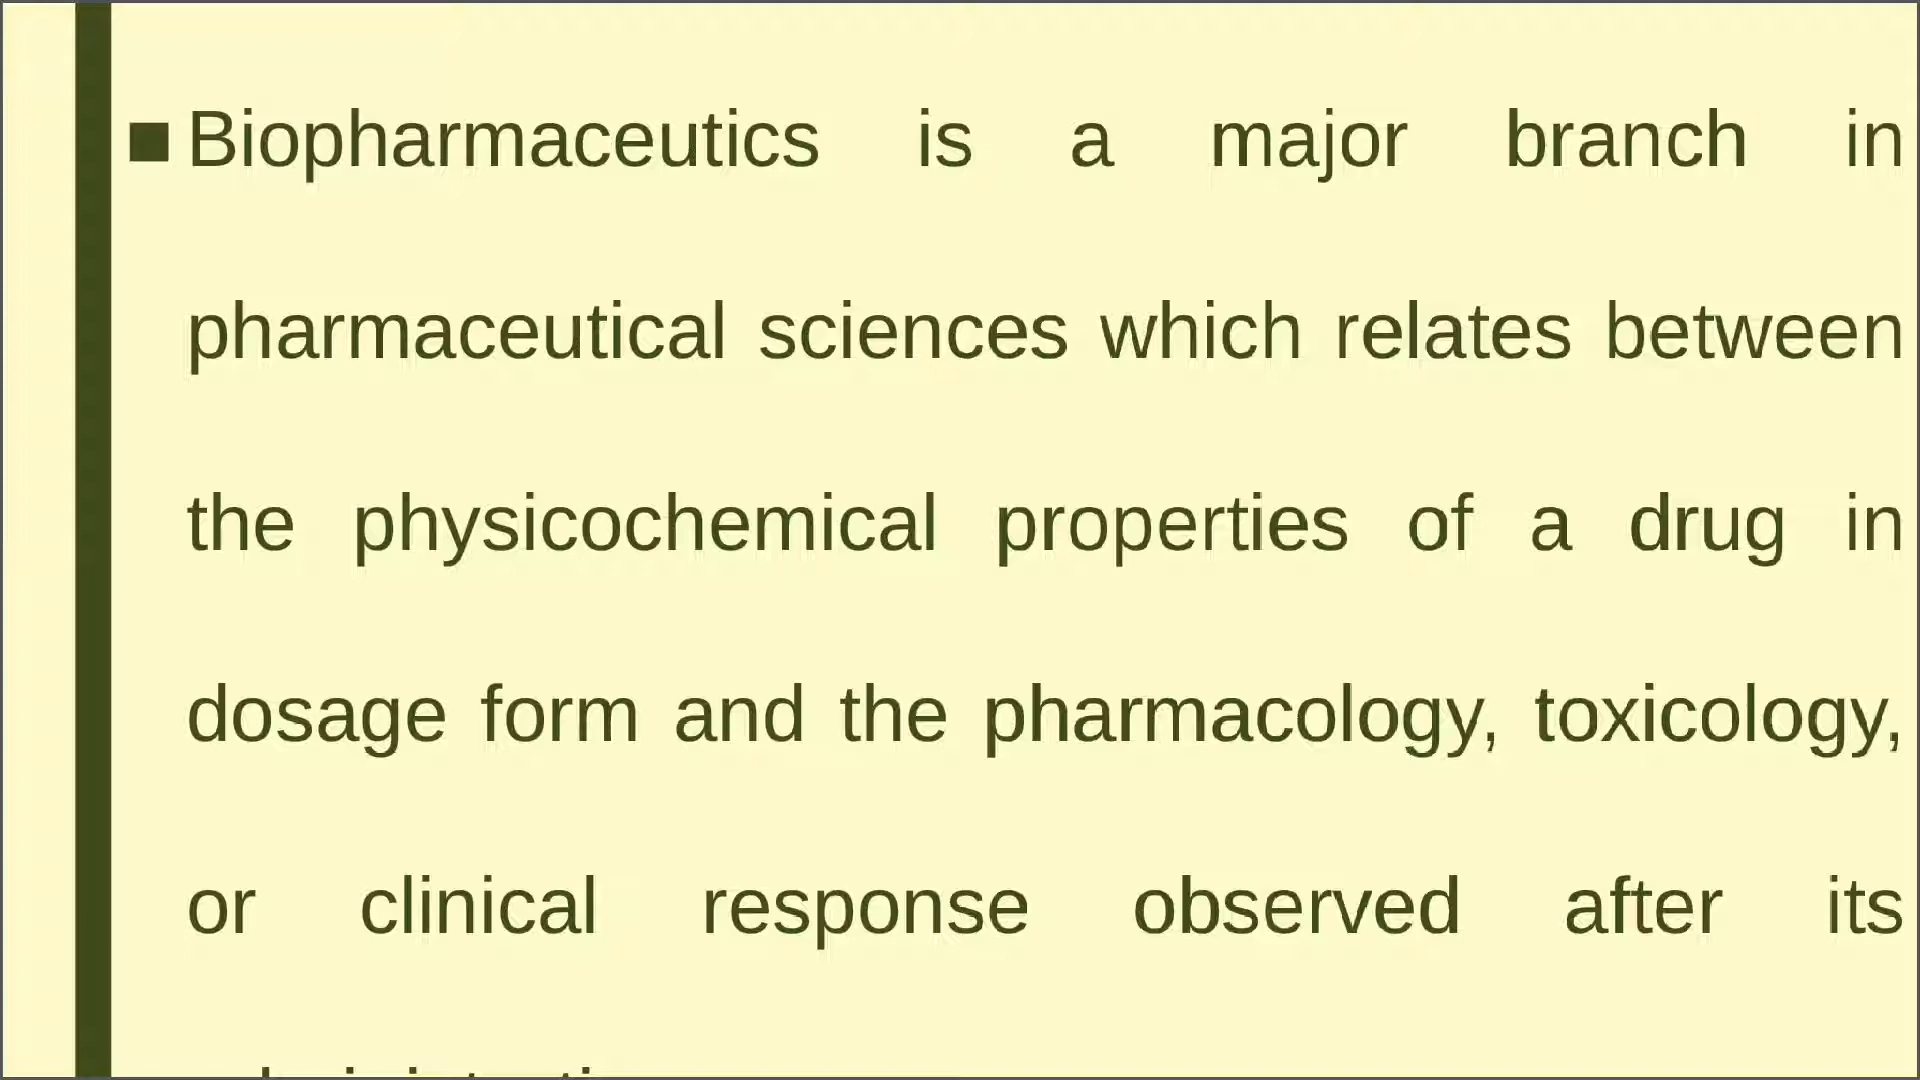 ■ Biopharmaceutics is a major branch in
pharmaceutical sciences which relates between
the physicochemical properties of a drug in
dosage form and the pharmacology, toxicology,
or clinical response observed after its